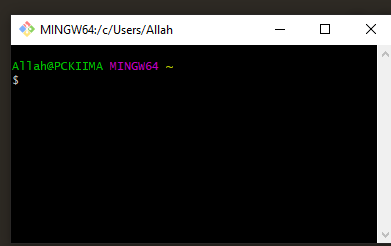 MINGW64:/c/Users/Allah
Allah@PCKIIMA MINGW64 ~
$